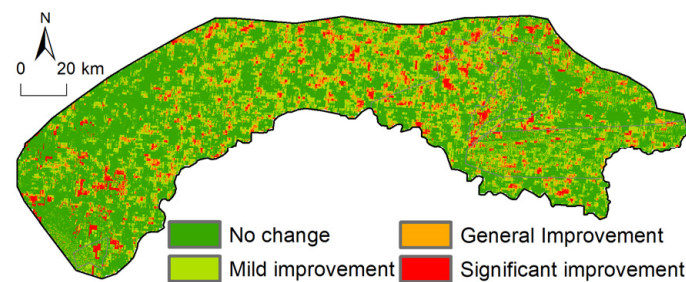 N
0 20 km
No change
General Improvement
Mild improvement
Significant improvement